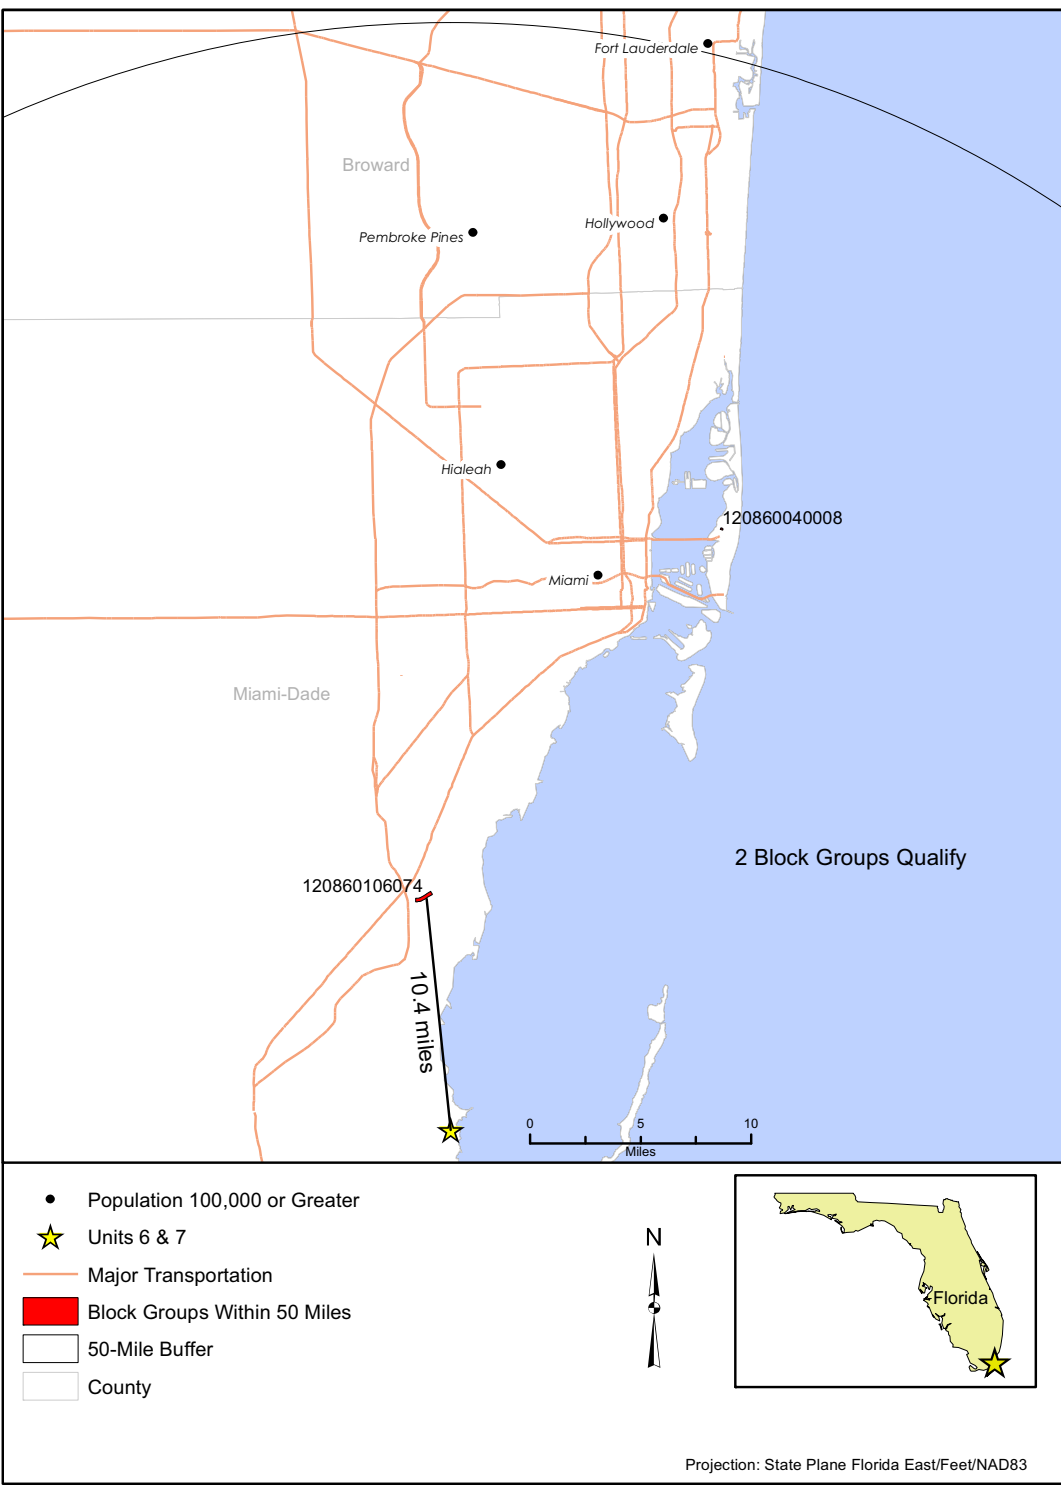 Fort Lauderdale
Broward
Hollywood
Pembroke Pines
Hialeah
120860040008
Miami
Miami-Dade
2 Block Groups Qualify
120860106074
10.4 miles
0 5 10
Miles
Population 100,000 or Greater
Units 6 & 7
Major Transportation
Block Groups Within 50 Miles
50-Mile Buffer
County
N
Florida
Projection: State Plane Florida East/Feet/NAD83